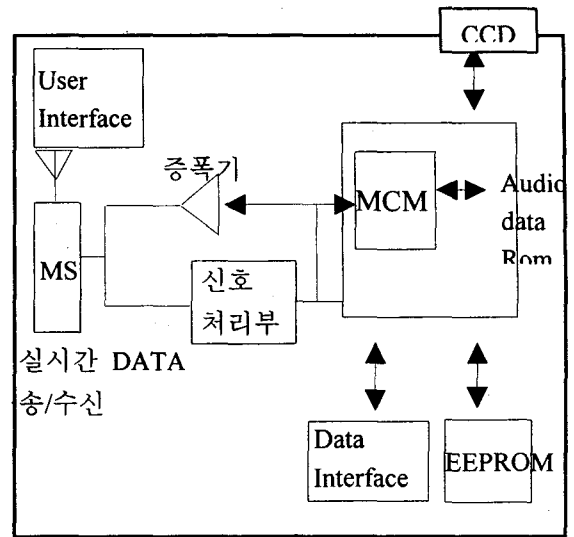 CCD
User
Interface
증폭기
MCM
Audio
data
Rom
MS
신호
처리부
실시간 DATA
송/수신
Data
Interface
EEPROM